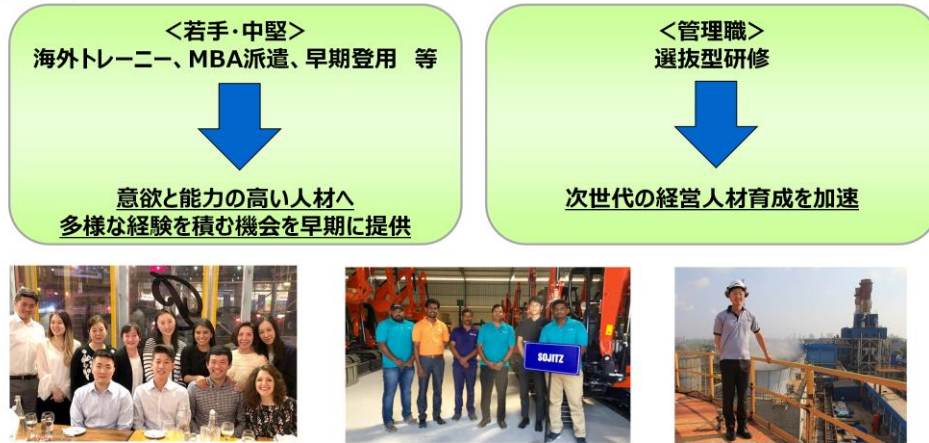 ＜若手・中堅＞
海外トレーニー、MBA派遣、早期登用　等
意欲と能力の高い人材へ
多様な経験を積む機会を早期に提供
＜管理職＞
選抜型研修
次世代の経営人材育成を加速
SOJITZ